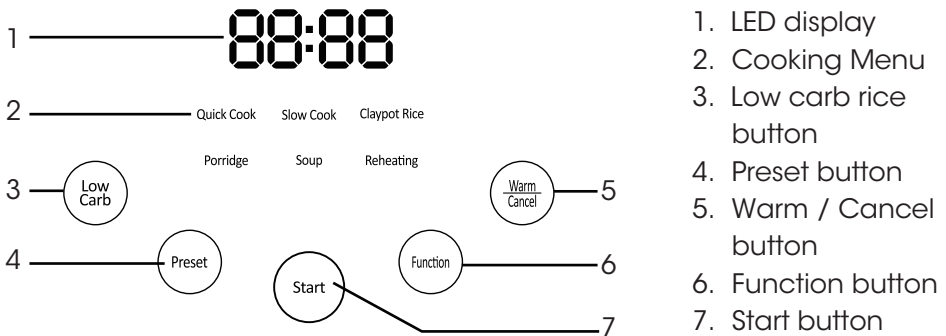 1
88:88
2
Quick Cook Slow Cook Claypot Rice
Porridge Soup Reheating
3
Low
Carb
Warm
Cancel
5
4
Preset
Function
6
Start
7
1. LED display
2. Cooking Menu
3. Low carb rice
button
4. Preset button
5. Warm / Cancel
button
6. Function button
7. Start button